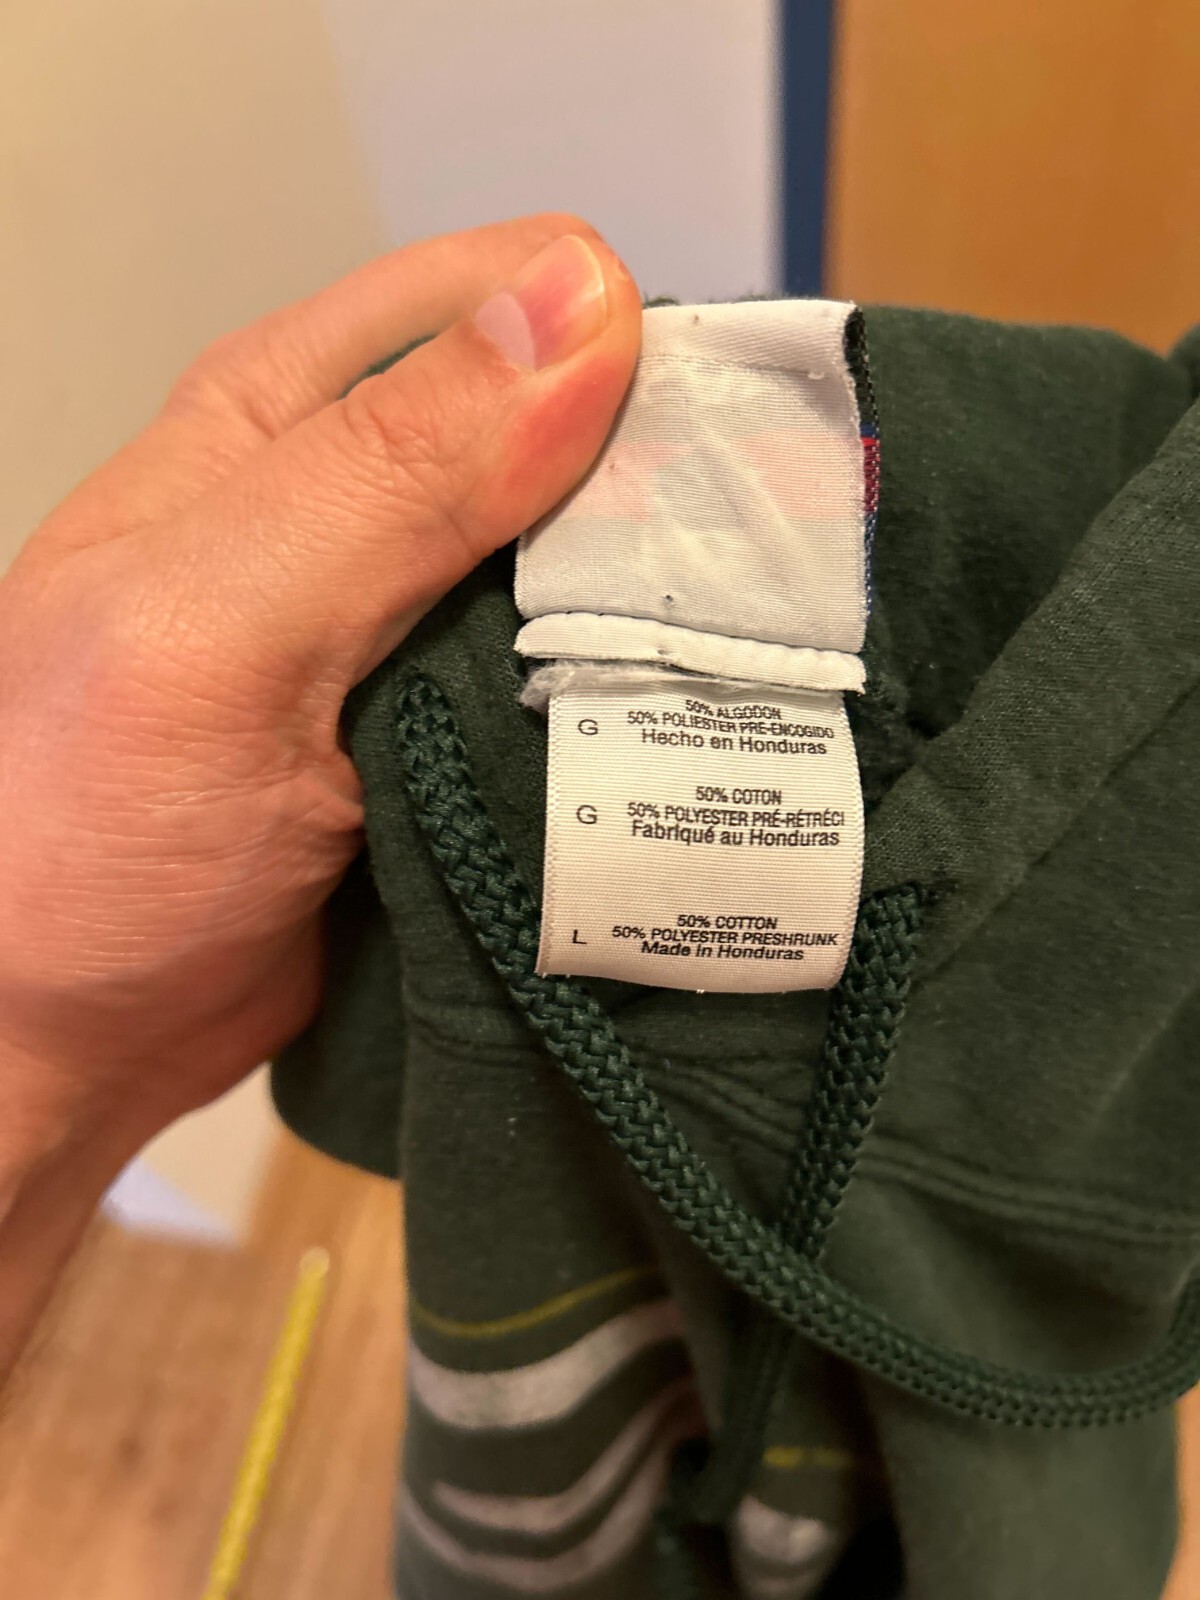 50% ALGODON
G 50% POLIESTER PRE-ENCOGIDO
Hecho en Honduras
50% COTON
G 50% POLYESTER PRÉ-RÉTRÉCI
Fabriqué au Honduras
50% COTTON
L 50% POLYESTER PRESHRUNK
Made in Honduras